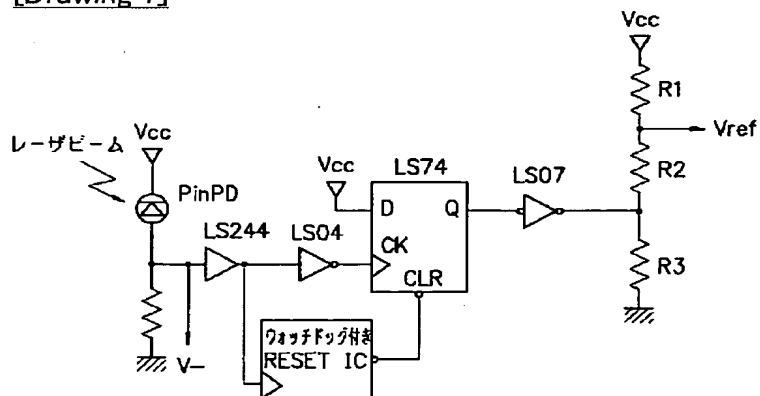 [Drawing 7]
Vcc
R1
Vref
レーザビーム
Vcc
PinPD
Vcc
LS74
LS07
R2
D
Q
LS244
LS04
CK
R3
CLR
V−
ウォッチドッグ付き
RESET IC